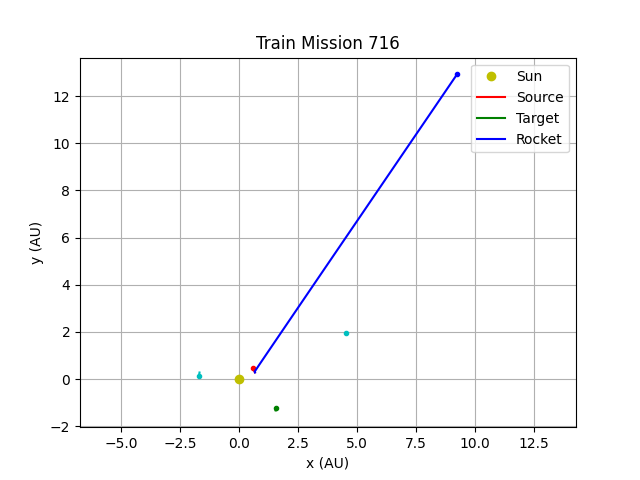 Train Mission 716
Sun
Source
Target
Rocket
12
10
8
6
4
2
0
−2
y (AU)
−5.0 −2.5 0.0 2.5 5.0 7.5 10.0 12.5
x (AU)